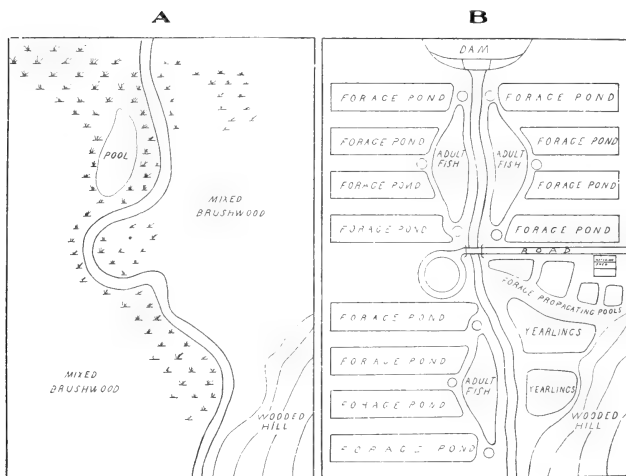 A
B
POOL
MIXED
BRUSHWOOD
MIXED
BRUSHWOOD
WOODED
HILL
DAM
FORAGE POND
FORAGE POND
FORAGE POND
FORAGE POND
ADULT
FISH
ADULT
FISH
FORAGE POND
FORAGE POND
FORAGE POND
FORAGE POND
ROAD
FORAGE PROPAGATING POOLS
FORAGE POND
YEARLINGS
FORAGE POND
ADULT
FISH
YEARLINGS
FORAGE POND
WOODED
HILL
FORAGE POND